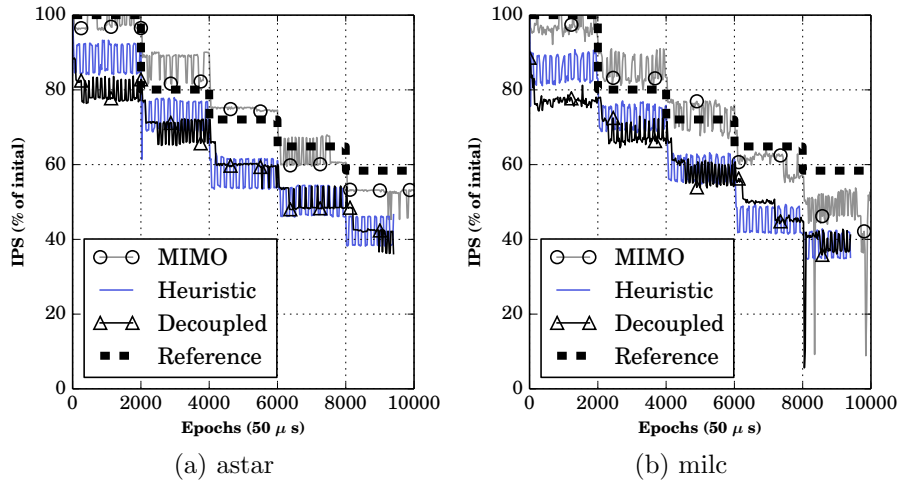 100
80
60
40
20
0
IPS (% of inital)
MIMO
Heuristic
Decoupled
Reference
0 2000 4000 6000 8000 10000
Epochs (50 μ s)
(a) astar
100
80
60
40
20
0
IPS (% of inital)
MIMO
Heuristic
Decoupled
Reference
0 2000 4000 6000 8000 10000
Epochs (50 μ s)
(b) milc